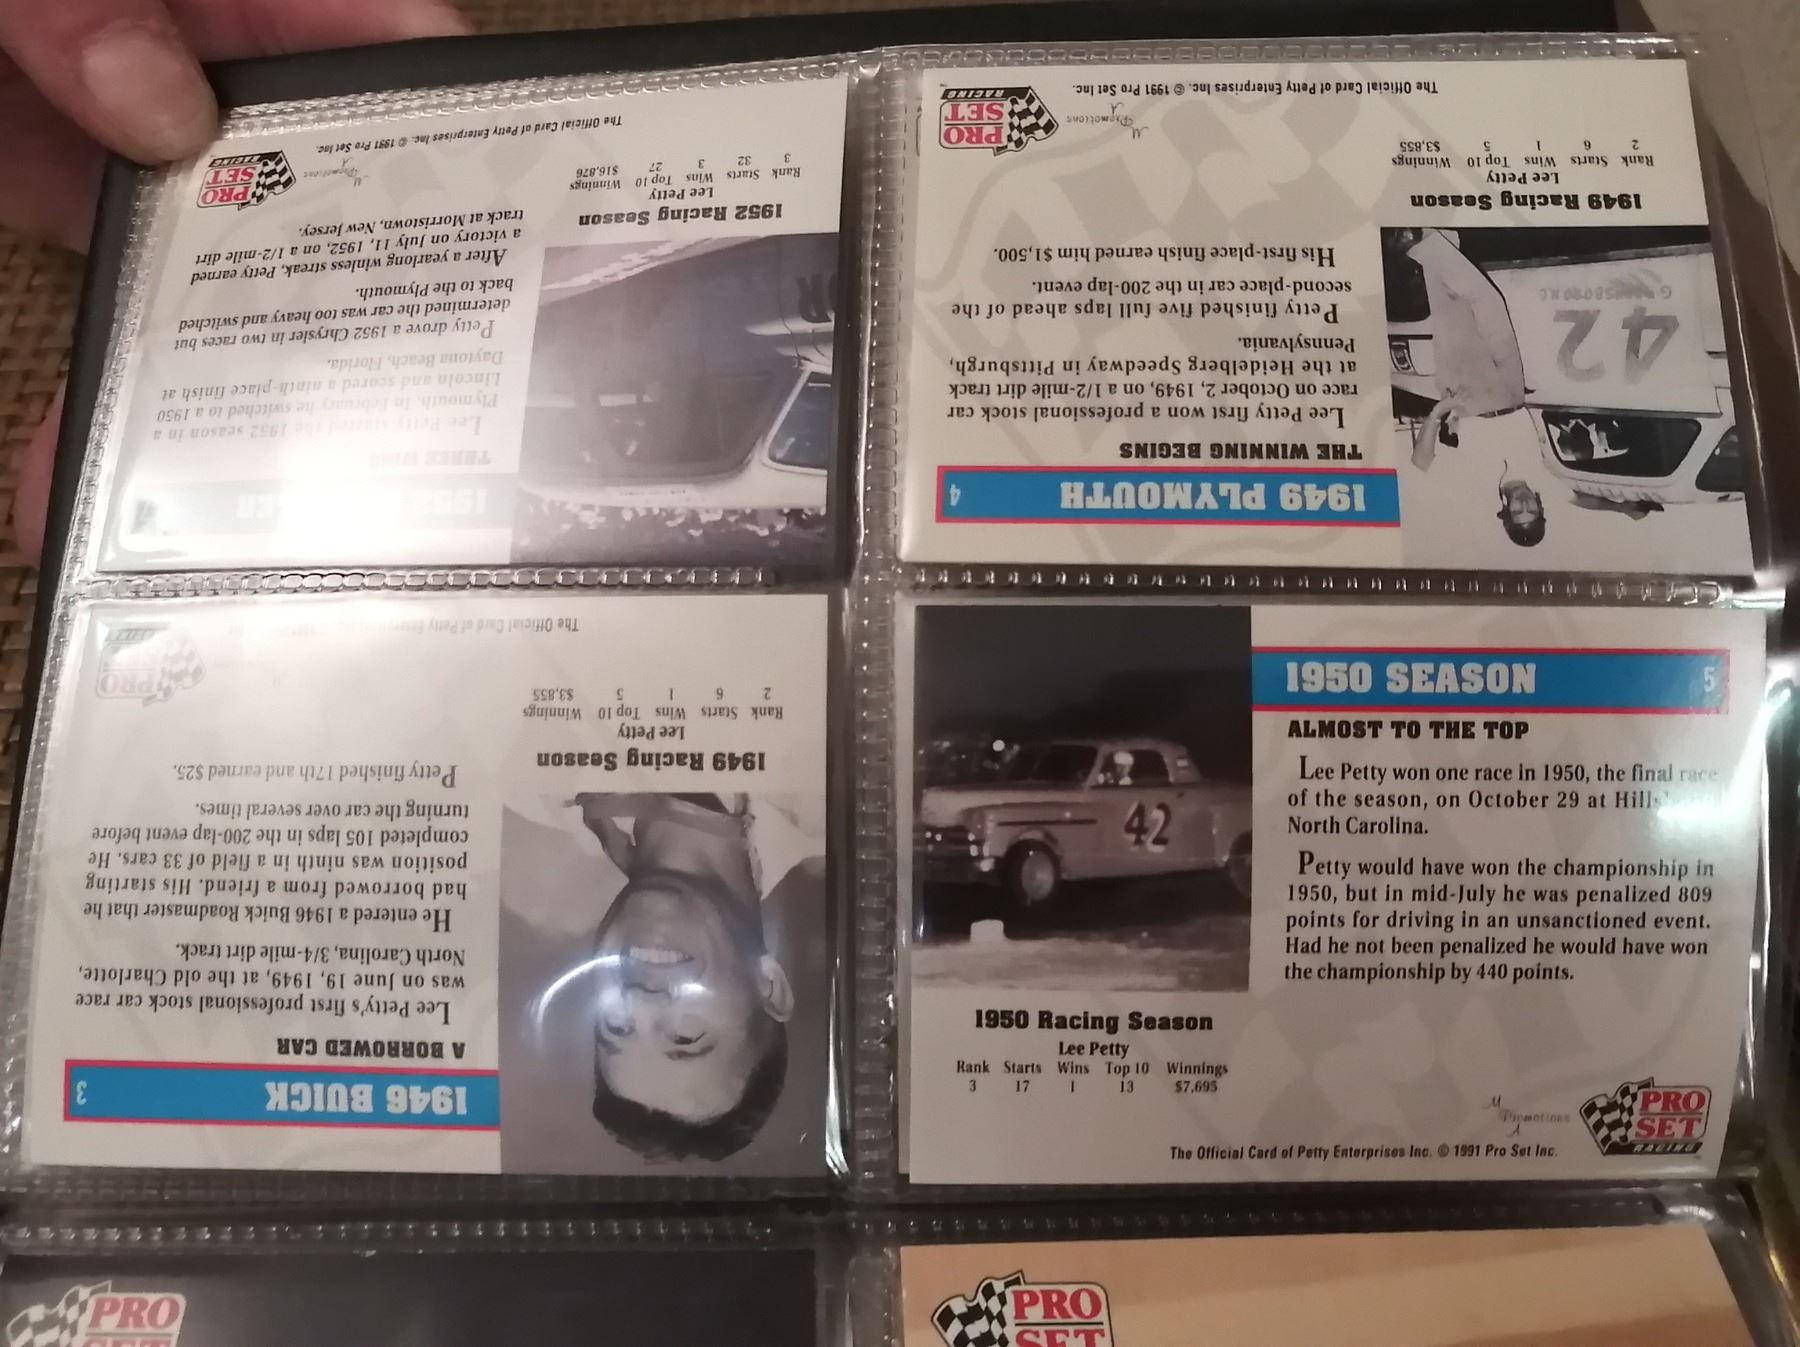 THREE WINS
Lee Petty started the 1952 season in a
Plymouth. In February he switched to a 1950
Lincoln and scored a ninth-place finish at
Daytona Beach, Florida.
Petty drove a 1952 Chrysler in two races but
determined the car was too heavy and switched
back to the Plymouth.
After a yearlong winless streak, Petty earned
a victory on July 11, 1952, on a 1/2-mile dirt
track at Morristown, New Jersey.
1952 Racing Season
Lee Petty
Rank Starts Wins Top 10 Winnings
3 32 3 27 $16,876
The Official Card of Petty Enterprises Inc. © 1991 Pro Set Inc.
M Promotions A
PRO
SET
RACING
1949 PLYMOUTH 4
THE WINNING BEGINS
Lee Petty first won a professional stock car
race on October 2, 1949, on a 1/2-mile dirt track
at the Heidelberg Speedway in Pittsburgh,
Pennsylvania.
Petty finished five full laps ahead of the
second-place car in the 200-lap event.
His first-place finish earned him $1,500.
42
1949 Racing Season
Lee Petty
Rank Starts Wins Top 10 Winnings
2 6 1 5 $3,855
The Official Card of Petty Enterprises Inc. © 1991 Pro Set Inc.
M Promotions A
PRO
SET
RACING
1946 BUICK 3
A BORROWED CAR
Lee Petty's first professional stock car race
was on June 19, 1949, at the old Charlotte,
North Carolina, 3/4-mile dirt track.
He entered a 1946 Buick Roadmaster that he
had borrowed from a friend. His starting
position was ninth in a field of 33 cars. He
completed 105 laps in the 200-lap event before
turning the car over several times.
Petty finished 17th and earned $25.
1949 Racing Season
Lee Petty
Rank Starts Wins Top 10 Winnings
2 6 1 5 $3,855
The Official Card of Petty Enterprises
PRO
1950 SEASON 5
ALMOST TO THE TOP
Lee Petty won one race in 1950, the final race
of the season, on October 29 at
North Carolina.
Petty would have won the championship in
1950, but in mid-July he was penalized 809
points for driving in an unsanctioned event.
Had he not been penalized he would have won
the championship by 440 points.
42
1950 Racing Season
Lee Petty
Rank Starts Wins Top 10 Winnings
3 17 1 13 $7,695
M Promotions A
The Official Card of Petty Enterprises Inc. © 1991 Pro Set Inc.
PRO
SET
RACING
PRO
SET
PRO
SET